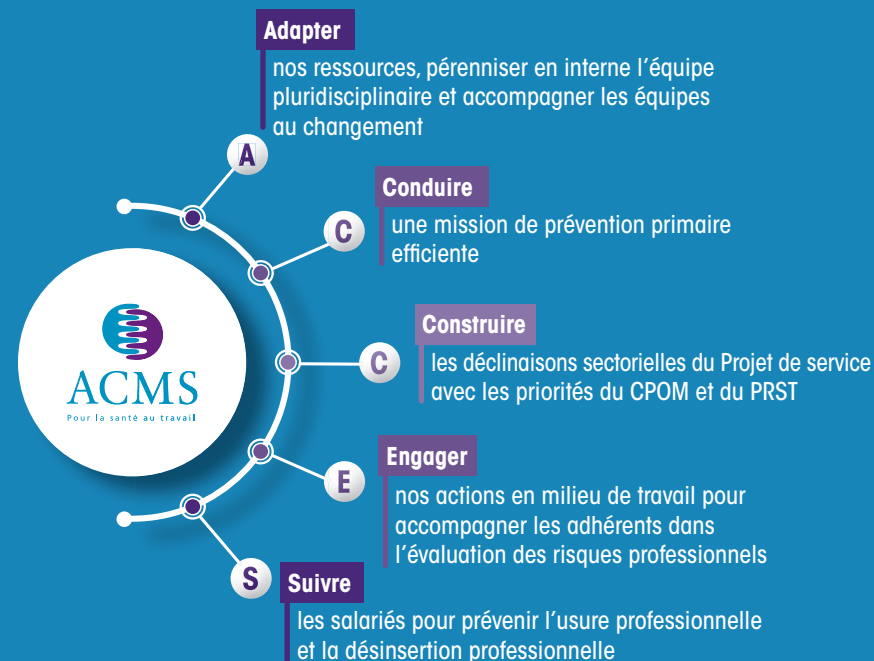 Adapter
nos ressources, pérenniser en interne l'équipe
pluridisciplinaire et accompagner les équipes
au changement
A
Conduire
une mission de prévention primaire
efficiente
C
Construire
les déclinaisons sectorielles du Projet de service
avec les priorités du CPOM et du PRST
C
ACMS
Pour la santé au travail
Engager
nos actions en milieu de travail pour
accompagner les adhérents dans
l'évaluation des risques professionnels
E
Suivre
les salariés pour prévenir l'usure professionnelle
et la désinsertion professionnelle
S